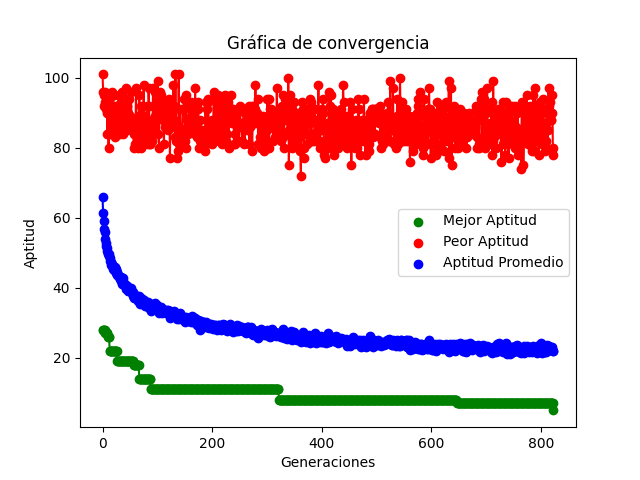 Gráfica de convergencia
100
80
60
40
20
Aptitud
Mejor Aptitud
Peor Aptitud
Aptitud Promedio
0 200 400 600 800
Generaciones